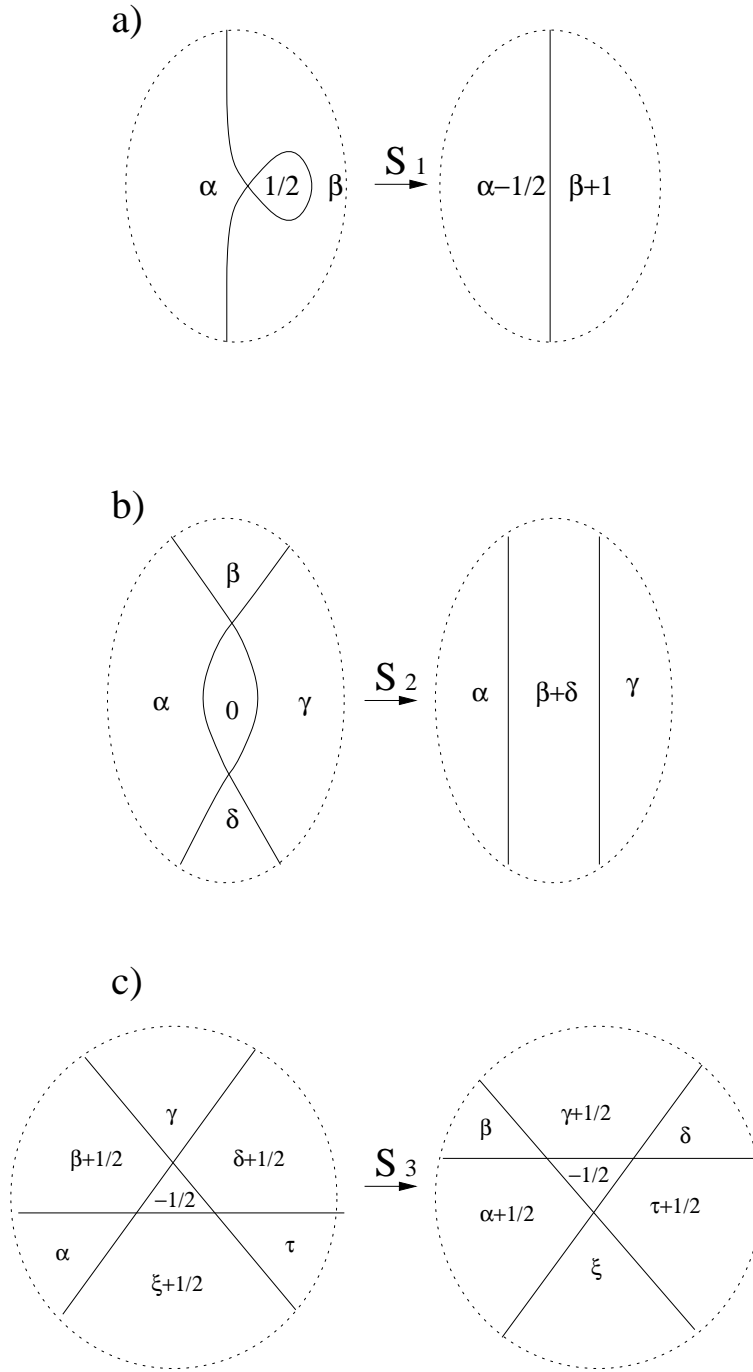 a)
α 1/2 β S 1 α−1/2 β+1
b)
β
α 0 γ S 2 α β+δ γ
δ
c)
γ γ+1/2
β δ
β+1/2 δ+1/2 S 3 −1/2
−1/2 α+1/2 τ+1/2
α τ
ξ+1/2 ξ